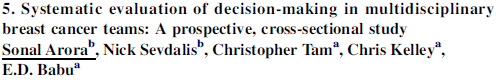 5. Systematic evaluation of decision-making in multidisciplinary
breast cancer teams: A prospective, cross-sectional study
Sonal Arora^b, Nick Sevdalis^b, Christopher Tam^a, Chris Kelley^a,
E.D. Babu^a